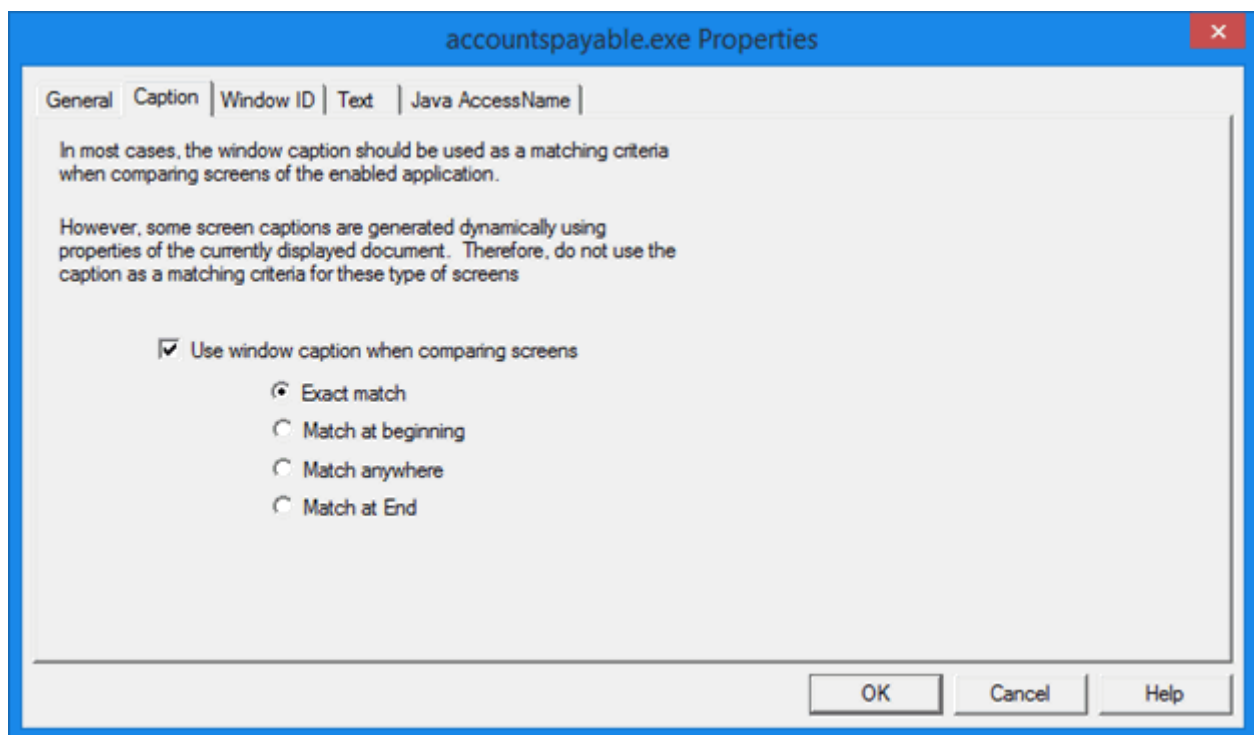 accountspayable.exe Properties
General Caption Window ID Text Java AccessName
In most cases, the window caption should be used as a matching criteria
when comparing screens of the enabled application.
However, some screen captions are generated dynamically using
properties of the currently displayed document. Therefore, do not use the
caption as a matching criteria for these type of screens
Use window caption when comparing screens
Exact match
Match at beginning
Match anywhere
Match at End
OK Cancel Help